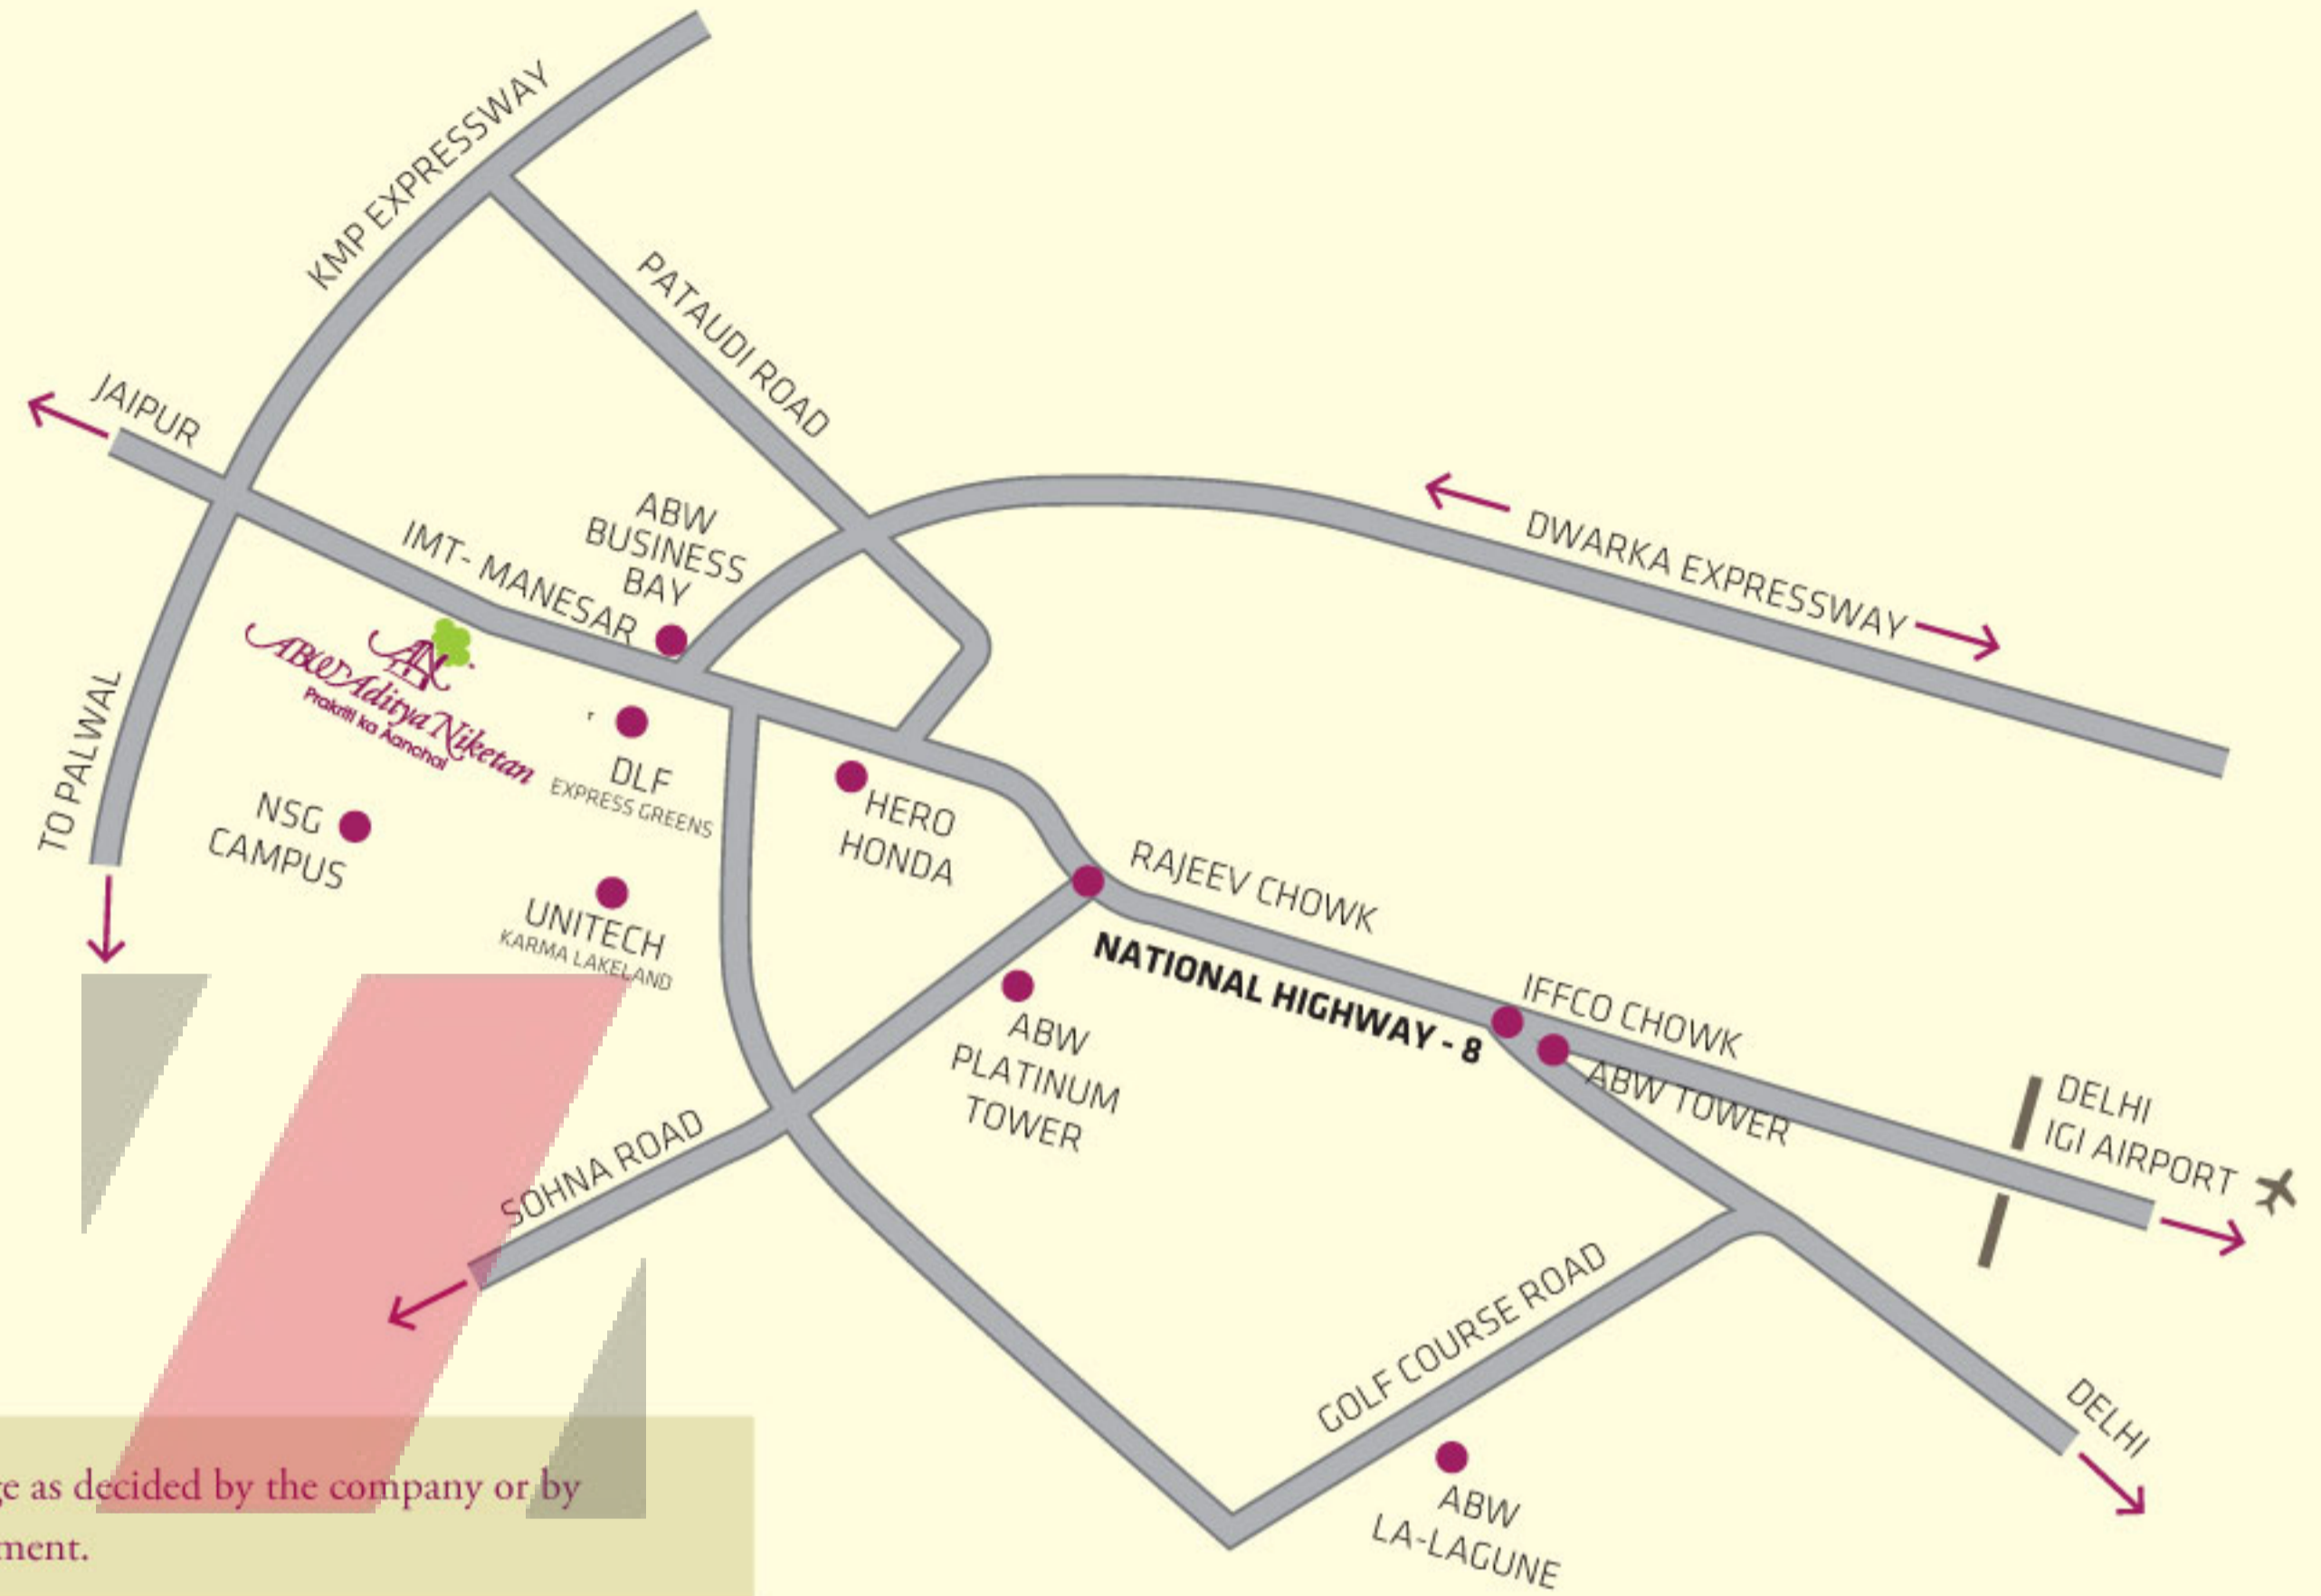 KMP EXPRESSWAY
PATAUDI ROAD
JAIPUR
ABW
BUSINESS
BAY
IMT- MANESAR
DWARKA EXPRESSWAY
AN
ABW Aditya Niketan
Prakriti ka Aanchal
TO PALWAL
DLF
EXPRESS GREENS
NSG
CAMPUS
HERO
HONDA
UNITECH
KARMA LAKELAND
RAJEEV CHOWK
NATIONAL HIGHWAY - 8
IFFCO CHOWK
ABW TOWER
ABW
PLATINUM
TOWER
DELHI
IGI AIRPORT
SOHNA ROAD
GOLF COURSE ROAD
DELHI
ABW
LA-LAGUNE
as decided by the company or by